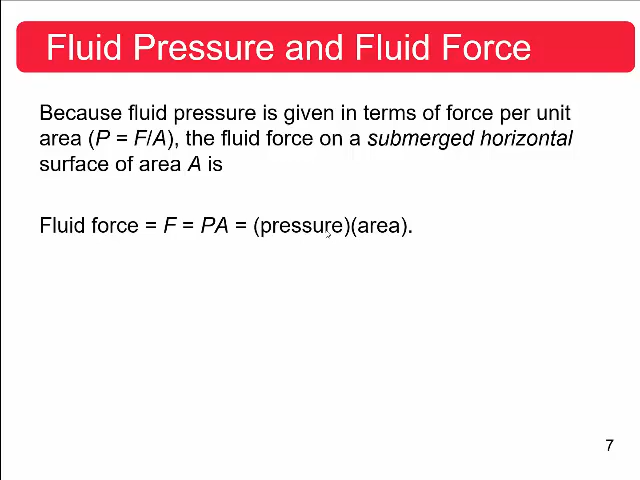 Fluid Pressure and Fluid Force
Because fluid pressure is given in terms of force per unit
area (P = F/A), the fluid force on a submerged horizontal
surface of area A is
Fluid force = F = PA = (pressure)(area).
7